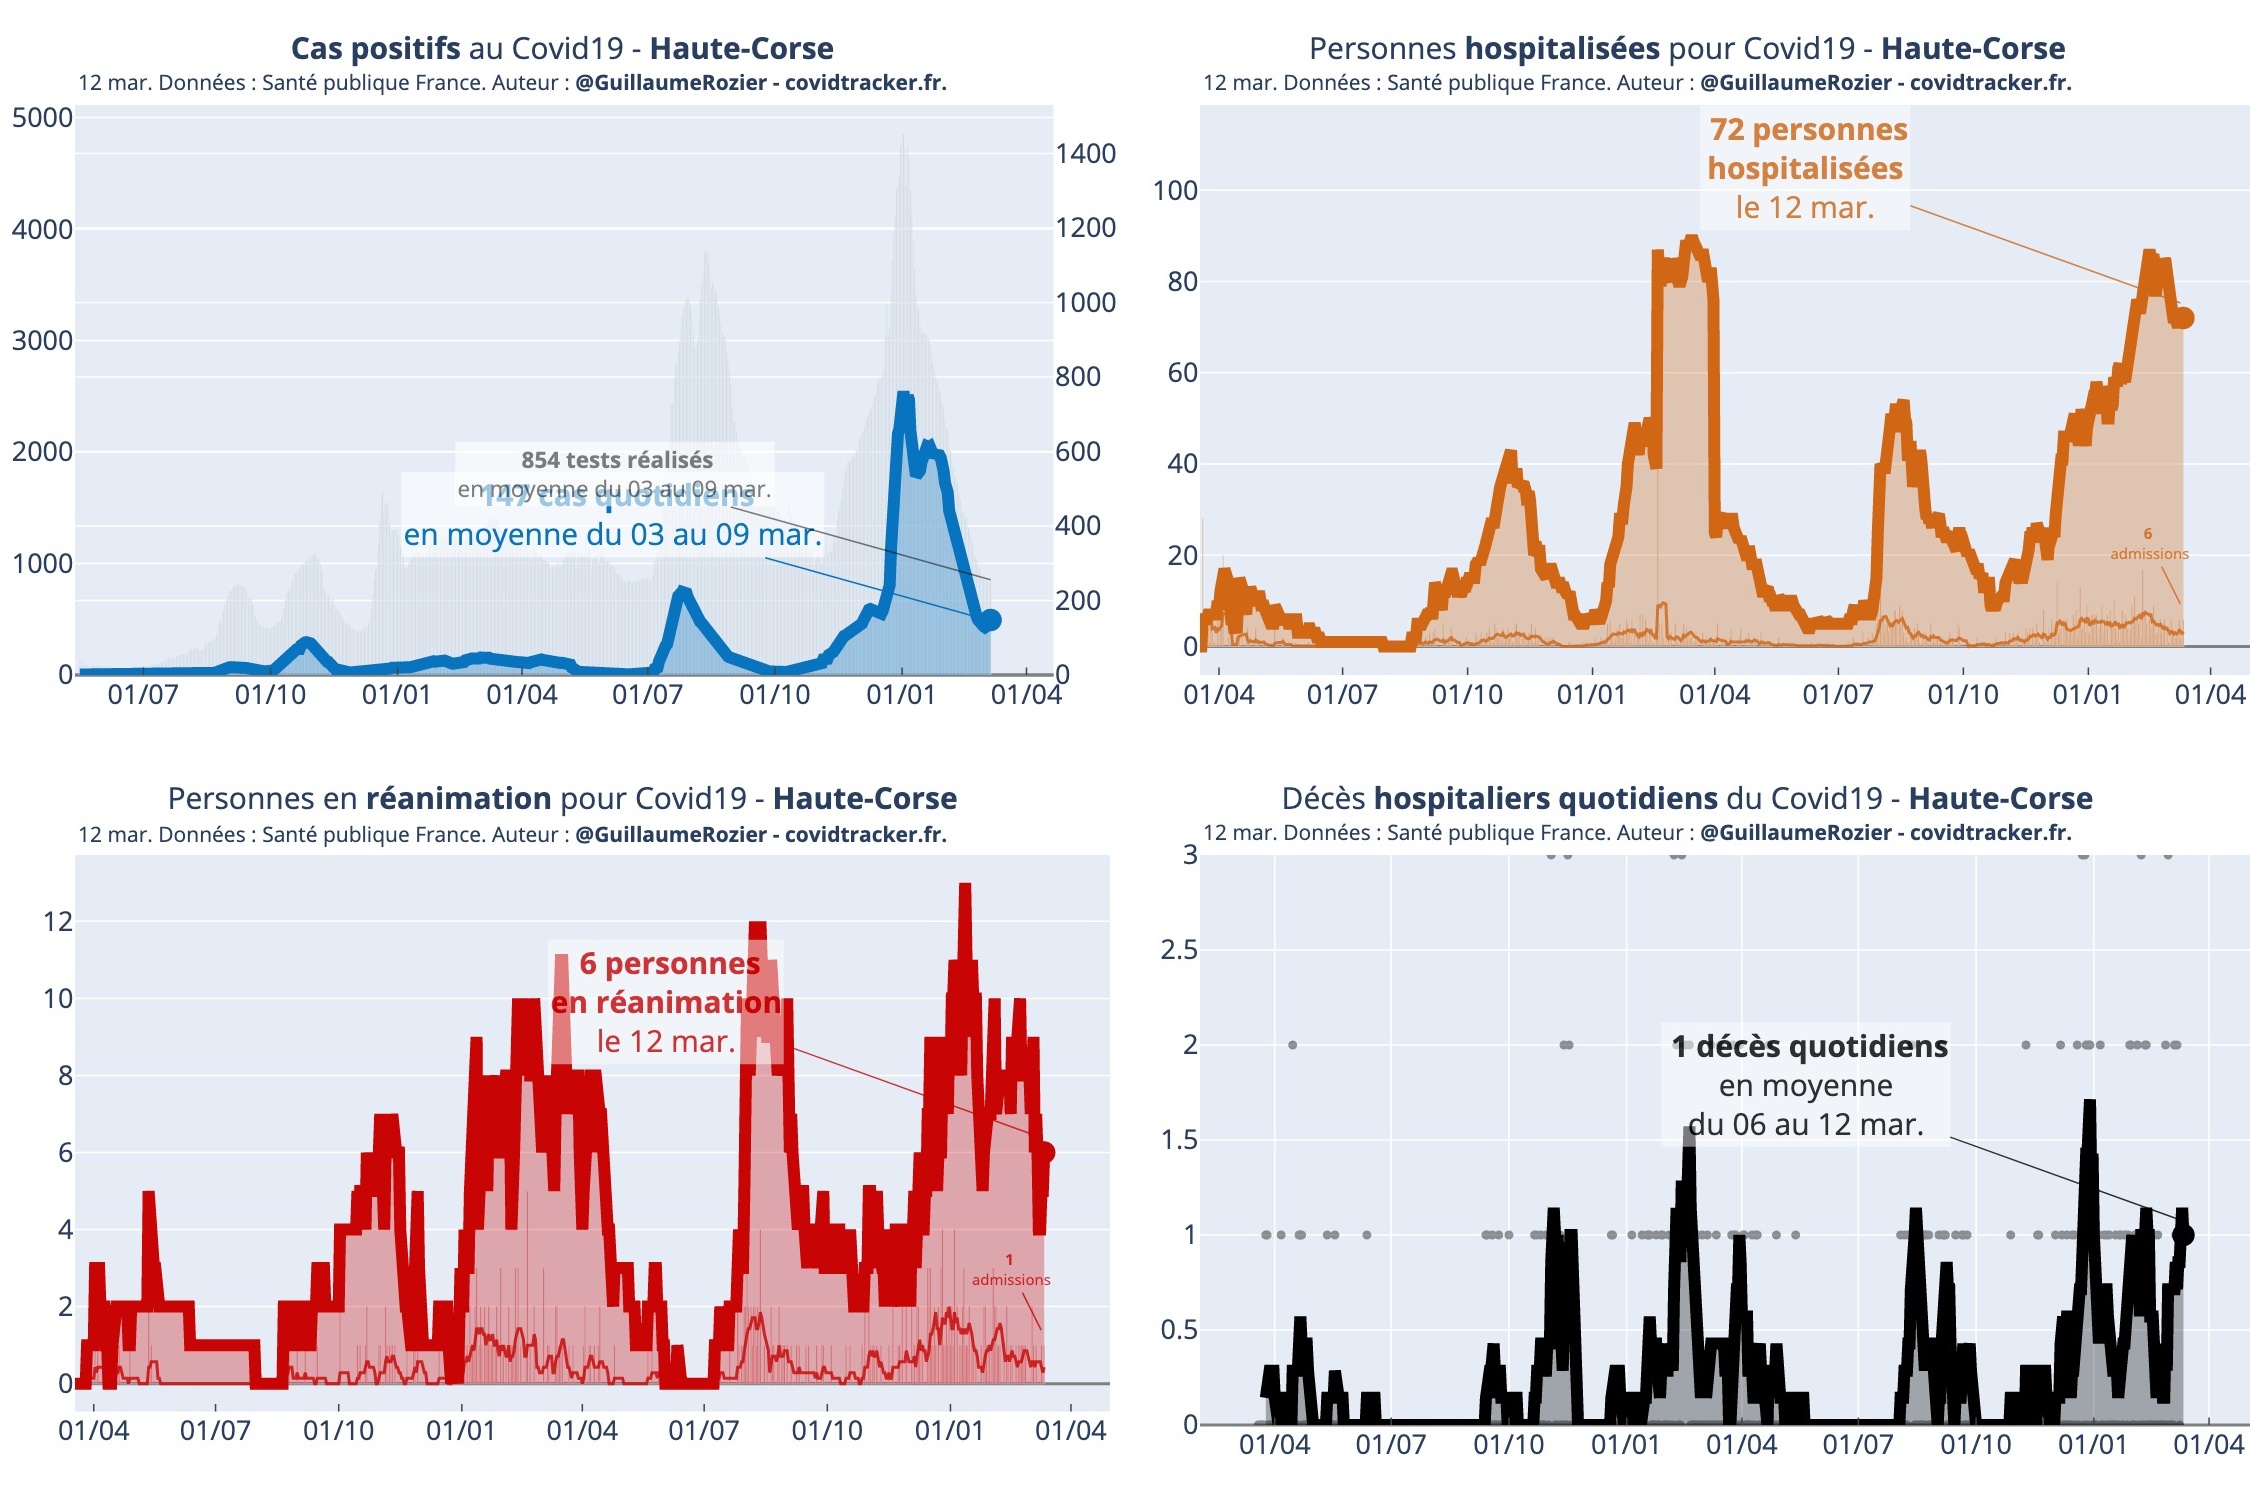 Cas positifs au Covid19 - Haute-Corse
12 mar. Données : Santé publique France. Auteur : @GuillaumeRozier - covidtracker.fr.
5000
4000
3000
2000
1000
0
1400
1200
1000
800
600
400
200
0
854 tests réalisés
en moyenne du 03 au 09 mar.
147 cas quotidiens
en moyenne du 03 au 09 mar.
01/07 01/10 01/01 01/04 01/07 01/10 01/01 01/04
Personnes hospitalisées pour Covid19 - Haute-Corse
12 mar. Données : Santé publique France. Auteur : @GuillaumeRozier - covidtracker.fr.
72 personnes
hospitalisées
le 12 mar.
100
80
60
40
20
0
6
admissions
01/04 01/07 01/10 01/01 01/04 01/07 01/10 01/01 01/04
Personnes en réanimation pour Covid19 - Haute-Corse
12 mar. Données : Santé publique France. Auteur : @GuillaumeRozier - covidtracker.fr.
12
10
8
6
4
2
0
6 personnes
en réanimation
le 12 mar.
1
admissions
01/04 01/07 01/10 01/01 01/04 01/07 01/10 01/01 01/04
Décès hospitaliers quotidiens du Covid19 - Haute-Corse
12 mar. Données : Santé publique France. Auteur : @GuillaumeRozier - covidtracker.fr.
3
2.5
2
1.5
1
0.5
0
1 décès quotidiens
en moyenne
du 06 au 12 mar.
01/04 01/07 01/10 01/01 01/04 01/07 01/10 01/01 01/04